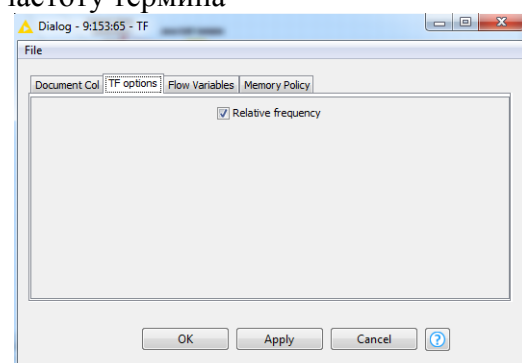 частоту термина
Dialog - 9:153:65 - TF
File
Document Col TF options Flow Variables Memory Policy
Relative frequency
OK Apply Cancel ?